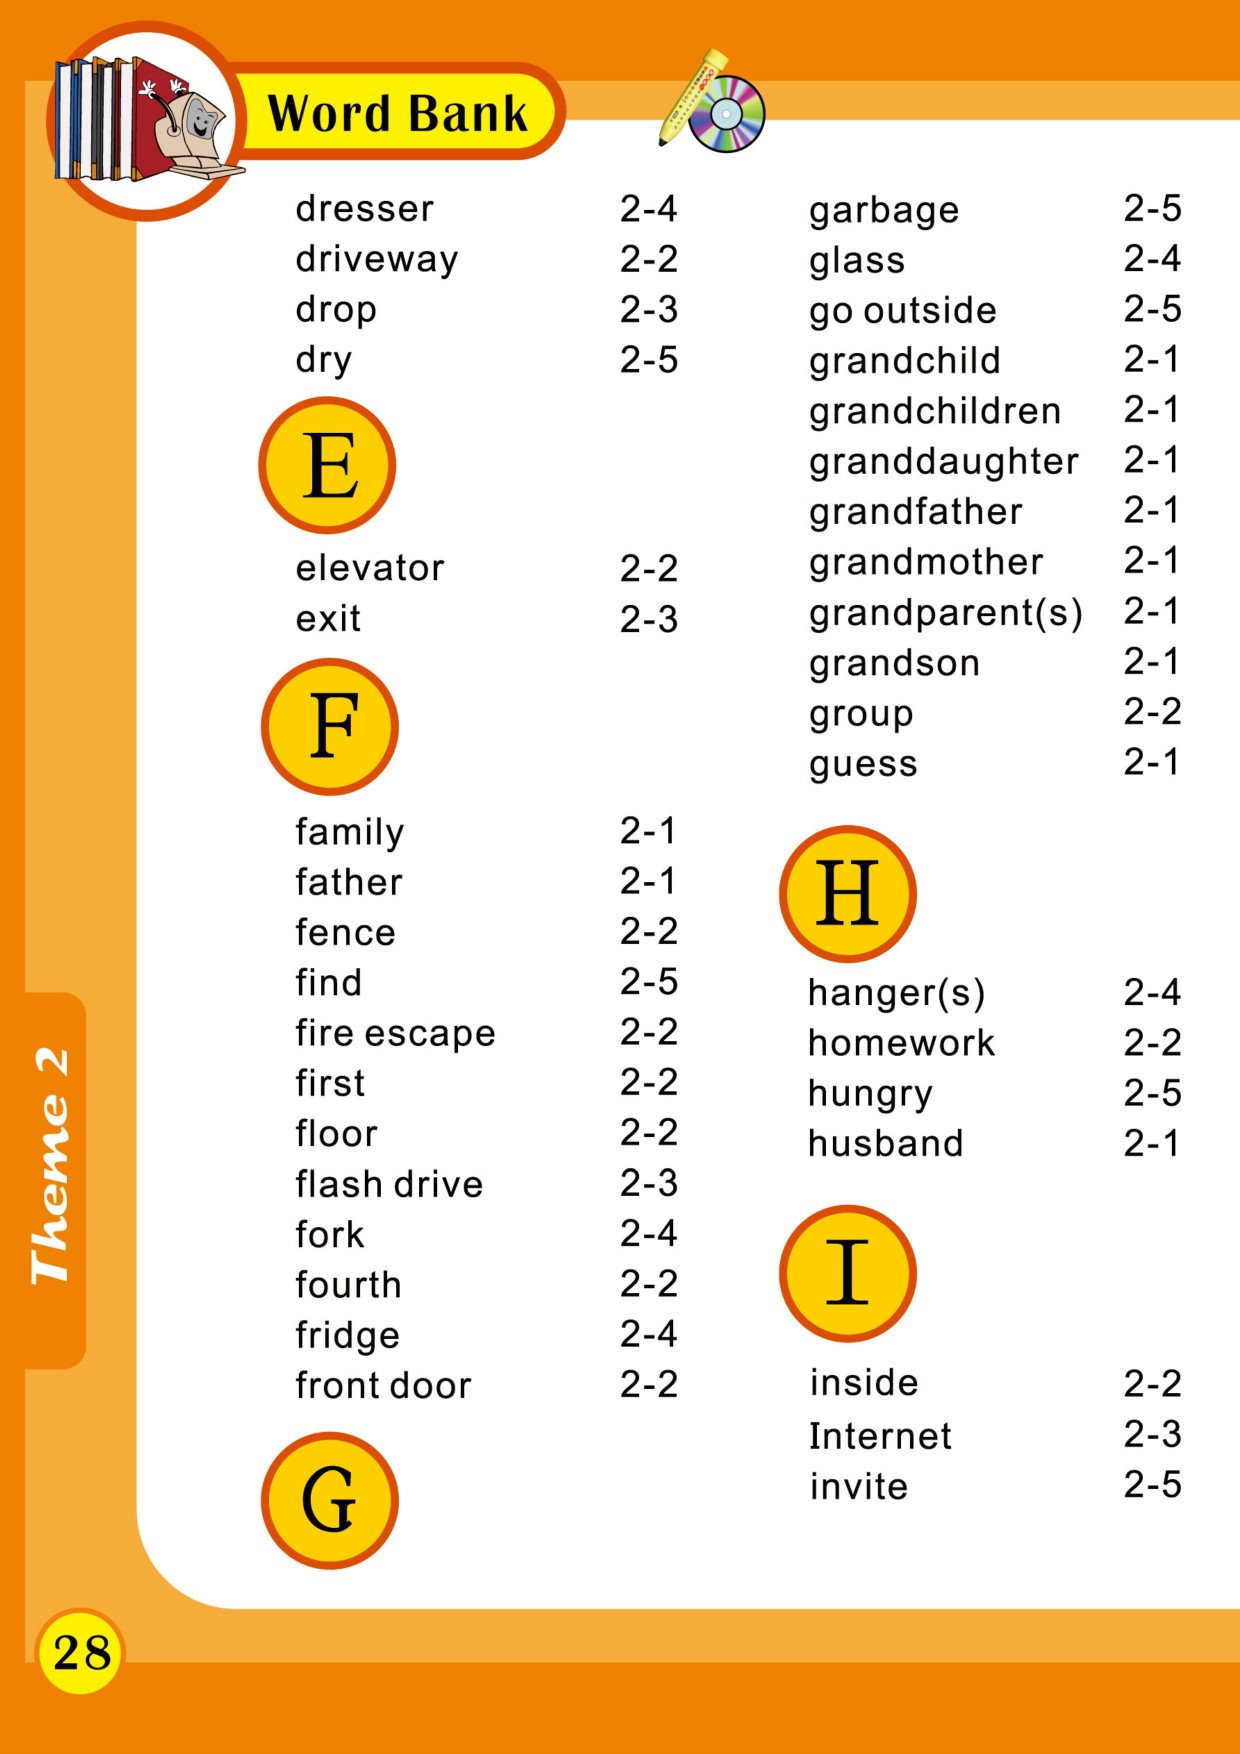 Word Bank
dresser 2-4
driveway 2-2
drop 2-3
dry 2-5
E
elevator 2-2
exit 2-3
F
family 2-1
father 2-1
fence 2-2
find 2-5
fire escape 2-2
first 2-2
floor 2-2
flash drive 2-3
fork 2-4
fourth 2-2
fridge 2-4
front door 2-2
G
garbage 2-5
glass 2-4
go outside 2-5
grandchild 2-1
grandchildren 2-1
granddaughter 2-1
grandfather 2-1
grandmother 2-1
grandparent(s) 2-1
grandson 2-1
group 2-2
guess 2-1
H
hanger(s) 2-4
homework 2-2
hungry 2-5
husband 2-1
I
inside 2-2
Internet 2-3
invite 2-5
Theme 2
28